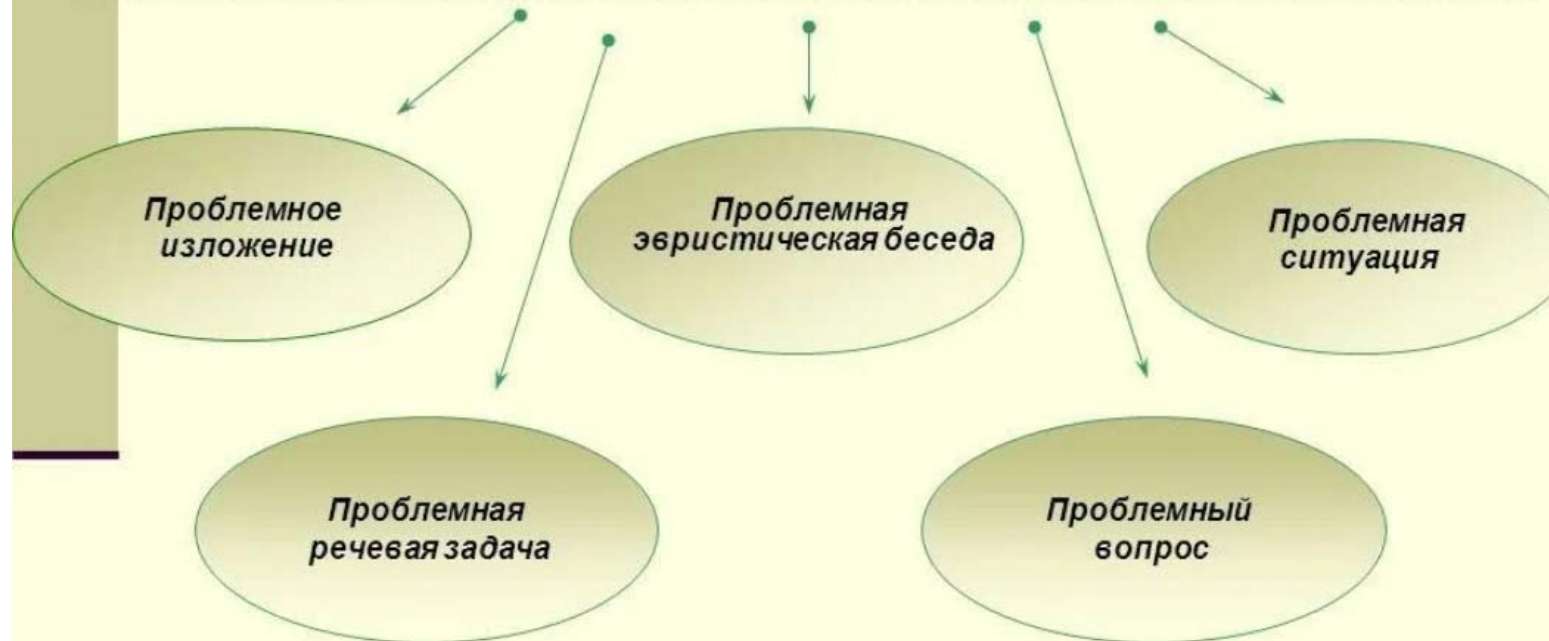 Проблемное
изложение
Проблемная
эвристическая беседа
Проблемная
ситуация
Проблемная
речевая задача
Проблемный
вопрос